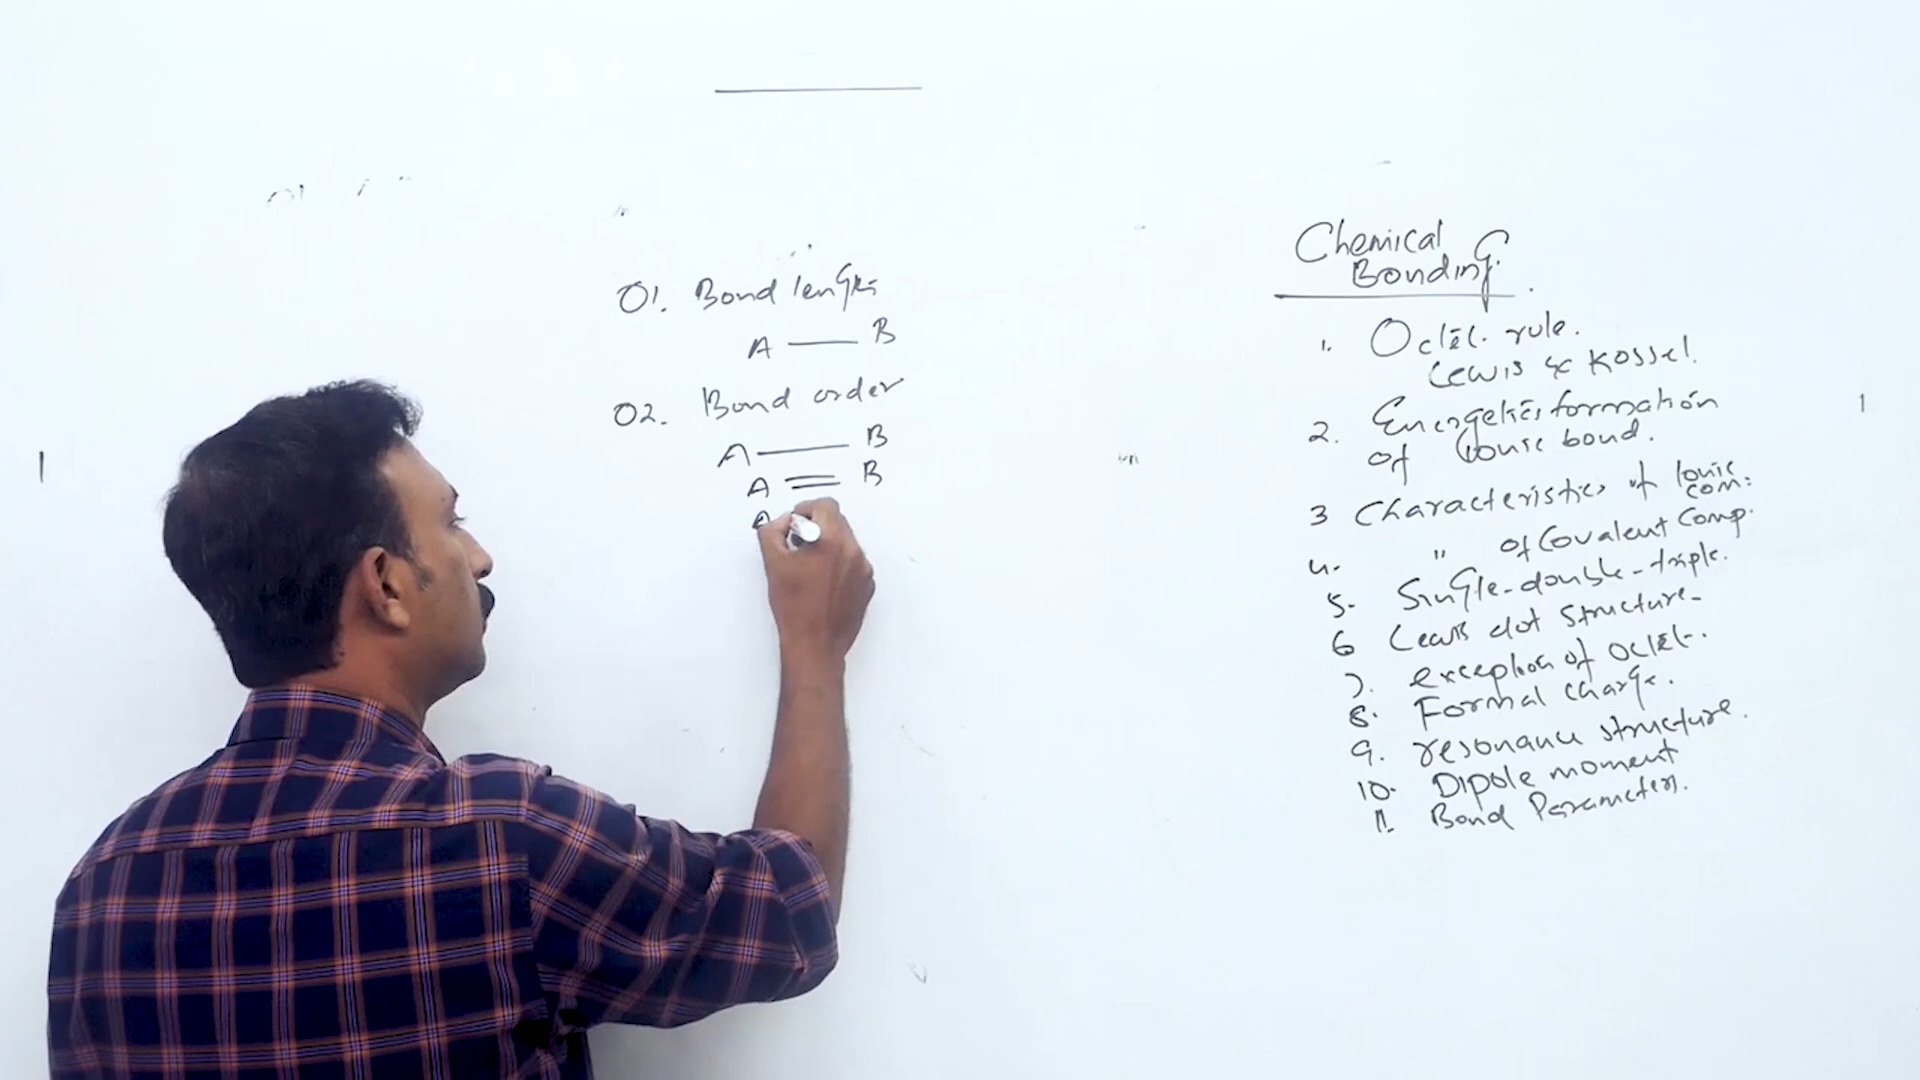 01. Bond length
A — B
02. Bond order
A — B
A = B
A
Chemical
Bonding.
1. Octet rule.
Lewis & Kossel.
2. Energetics formation
of Ionic bond.
3 Characteristics of Ionic
com:
4. " of Covalent Comp.
5. Single-double-triple.
6 Lewis dot structure-
7. exception of octet.
8. Formal charge.
9. resonance structure.
10. Dipole moment
11. Bond Parameters.